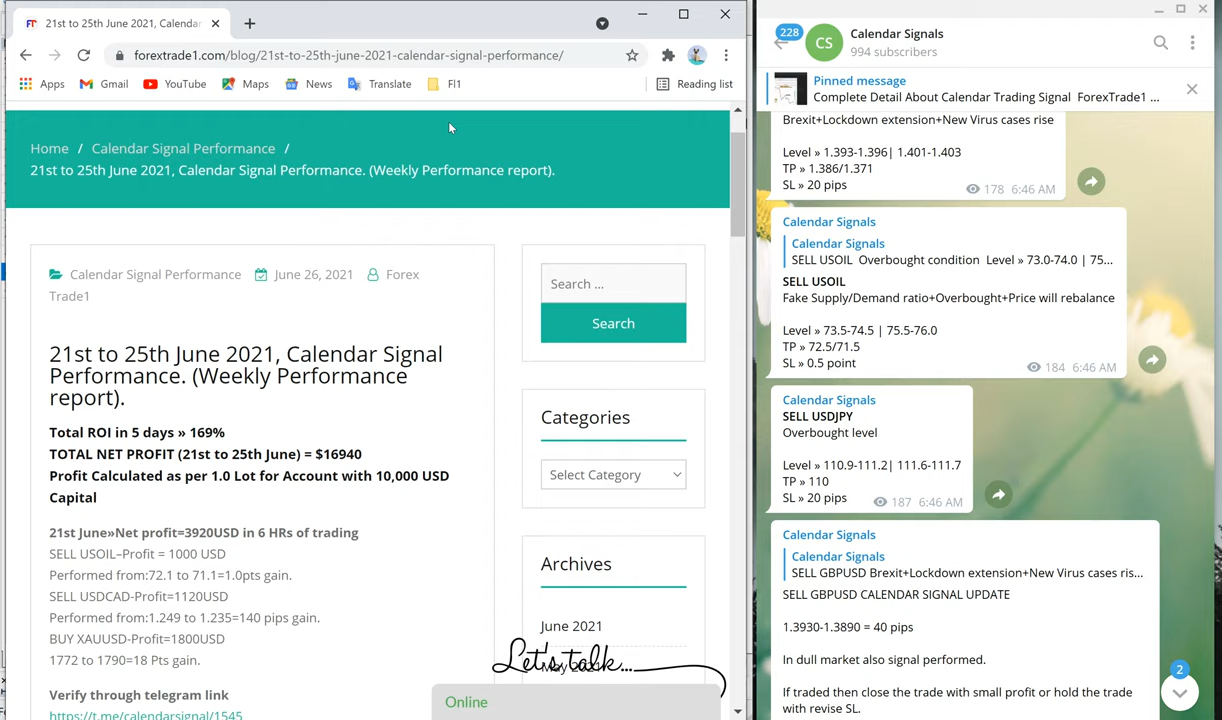 21st to 25th June 2021, Calenda
forextrade1.com/blog/21st-to-25th-june-2021-calendar-signal-performance/
Apps Gmail YouTube Maps News Translate FI1 Reading list
Home / Calendar Signal Performance /
21st to 25th June 2021, Calendar Signal Performance. (Weekly Performance report).
Calendar Signal Performance June 26, 2021 Forex
Trade1
21st to 25th June 2021, Calendar Signal
Performance. (Weekly Performance
report).
Total ROI in 5 days » 169%
TOTAL NET PROFIT (21st to 25th June) = $16940
Profit Calculated as per 1.0 Lot for Account with 10,000 USD
Capital
21st June»Net profit=3920USD in 6 HRs of trading
SELL USOIL–Profit = 1000 USD
Performed from:72.1 to 71.1=1.0pts gain.
SELL USDCAD-Profit=1120USD
Performed from:1.249 to 1.235=140 pips gain.
BUY XAUUSD-Profit=1800USD
1772 to 1790=18 Pts gain.
Verify through telegram link
https://t.me/calendarsignal/1545
Search ...
Search
Categories
Select Category
Archives
June 2021
May 2021
Let's talk...
Online
228
CS
Calendar Signals
994 subscribers
Pinned message
Complete Detail About Calendar Trading Signal ForexTrade1 ...
Brexit+Lockdown extension+New Virus cases rise
Level » 1.393-1.396| 1.401-1.403
TP » 1.386/1.371
SL » 20 pips
178 6:46 AM
Calendar Signals
Calendar Signals
SELL USOIL Overbought condition Level » 73.0-74.0 | 75...
SELL USOIL
Fake Supply/Demand ratio+Overbought+Price will rebalance
Level » 73.5-74.5 | 75.5-76.0
TP » 72.5/71.5
SL » 0.5 point
184 6:46 AM
Calendar Signals
SELL USDJPY
Overbought level
Level » 110.9-111.2| 111.6-111.7
TP » 110
SL » 20 pips
187 6:46 AM
Calendar Signals
Calendar Signals
SELL GBPUSD Brexit+Lockdown extension+New Virus cases ris...
SELL GBPUSD CALENDAR SIGNAL UPDATE
1.3930-1.3890 = 40 pips
In dull market also signal performed.
If traded then close the trade with small profit or hold the trade
with revise SL.
2